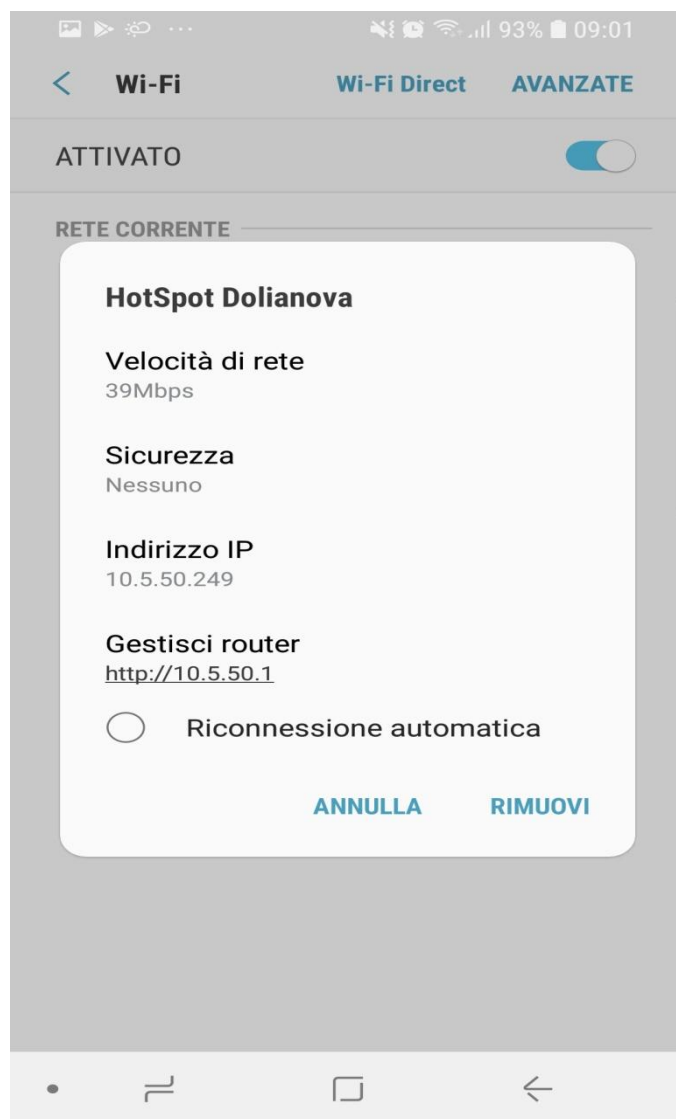 93% 09:01
Wi-Fi Wi-Fi Direct AVANZATE
ATTIVATO
RETE CORRENTE
HotSpot Dolianova
Velocità di rete
39Mbps
Sicurezza
Nessuno
Indirizzo IP
10.5.50.249
Gestisci router
http://10.5.50.1
Riconnessione automatica
ANNULLA RIMUOVI